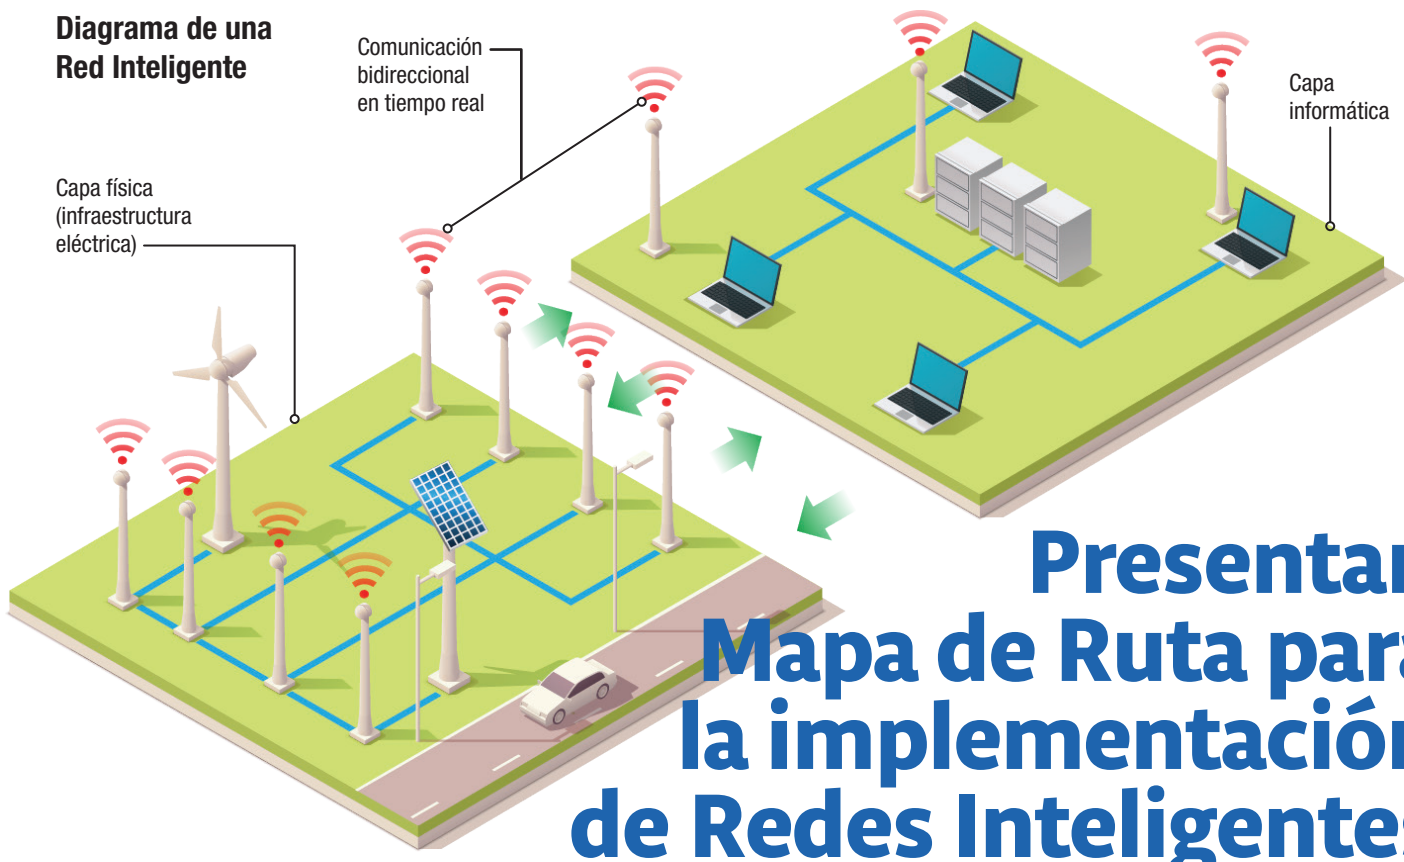 Diagrama de una
Red Inteligente
Comunicación
bidireccional
en tiempo real
Capa
informática
Capa física
(infraestructura
eléctrica)
Presentan
Mapa de Ruta para
la implementación
de Redes Inteligentes